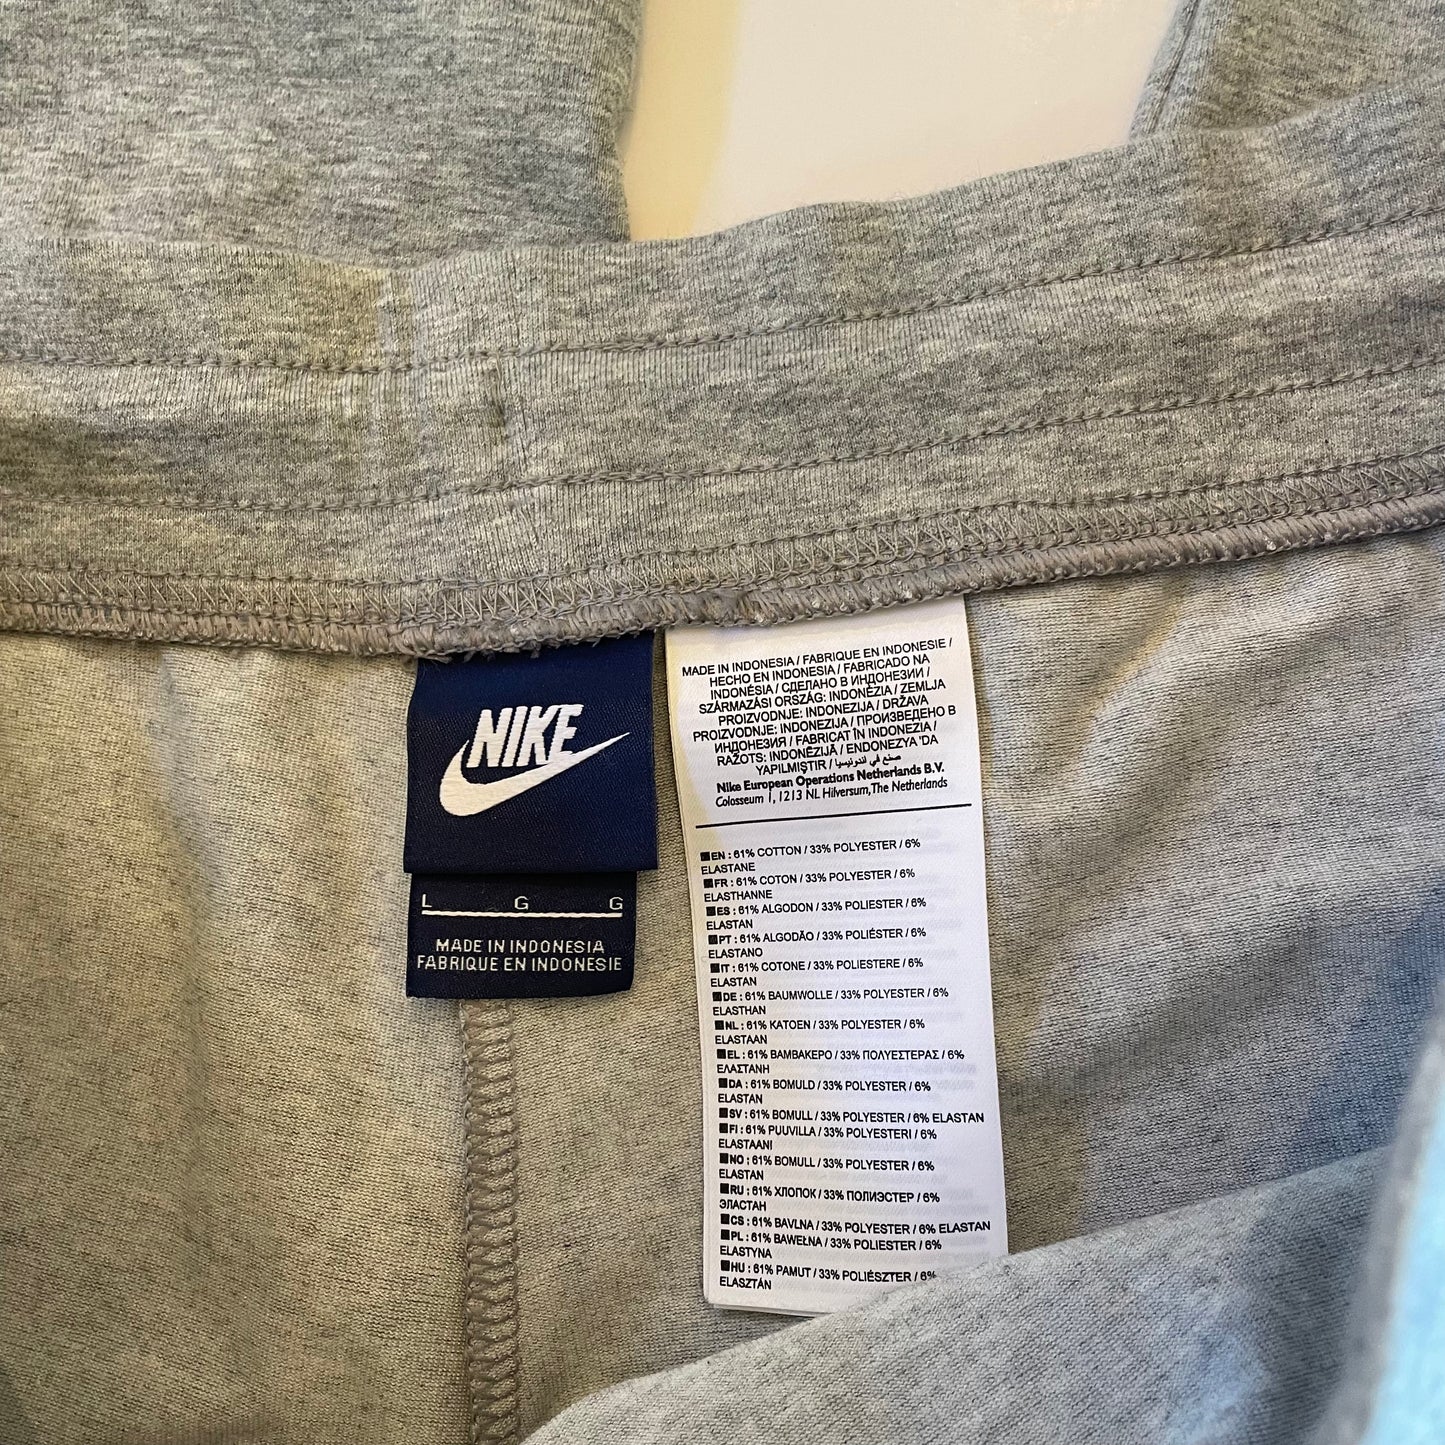 NIKE
L G G
MADE IN INDONESIA
FABRIQUE EN INDONESIE
MADE IN INDONESIA / FABRIQUE EN INDONESIE /
HECHO EN INDONESIA / FABRICADO NA
INDONÉSIA / СДЕЛАНО В ИНДОНЕЗИИ /
SZÁRMAZÁSI ORSZÁG: INDONÉZIA / ZEMLJA
PROIZVODNJE: INDONEZIJA / DRŽAVA
PROIZVODNJE: INDONEZIJA / ПРОИЗВЕДЕНО В
ИНДОНЕЗИЯ / FABRICAT ÎN INDONEZIA /
RAŽOTS: INDONĒZIJĀ / ENDONEZYA 'DA
YAPILMIŞTIR / صنع في اندونيسيا
Nike European Operations Netherlands B.V.
Colosseum 1, 1213 NL Hilversum, The Netherlands
EN : 61% COTTON / 33% POLYESTER / 6%
ELASTANE
FR : 61% COTON / 33% POLYESTER / 6%
ELASTHANNE
ES : 61% ALGODON / 33% POLIESTER / 6%
ELASTAN
PT : 61% ALGODÃO / 33% POLIÉSTER / 6%
ELASTANO
IT : 61% COTONE / 33% POLIESTERE / 6%
ELASTAN
DE : 61% BAUMWOLLE / 33% POLYESTER / 6%
ELASTHAN
NL : 61% KATOEN / 33% POLYESTER / 6%
ELASTAAN
EL : 61% ΒΑΜΒΑΚΕΡΟ / 33% ΠΟΛΥΕΣΤΕΡΑΣ / 6%
ΕΛΑΣΤΑΝΗ
DA : 61% BOMULD / 33% POLYESTER / 6%
ELASTAN
SV : 61% BOMULL / 33% POLYESTER / 6% ELASTAN
FI : 61% PUUVILLA / 33% POLYESTERI / 6%
ELASTAANI
NO : 61% BOMULL / 33% POLYESTER / 6%
ELASTAN
RU : 61% ХЛОПОК / 33% ПОЛИЭСТЕР / 6%
ЭЛАСТАН
CS : 61% BAVLNA / 33% POLYESTER / 6% ELASTAN
PL : 61% BAWEŁNA / 33% POLIESTER / 6%
ELASTYNA
HU : 61% PAMUT / 33% POLIÉSZTER / 6%
ELASZTÁN